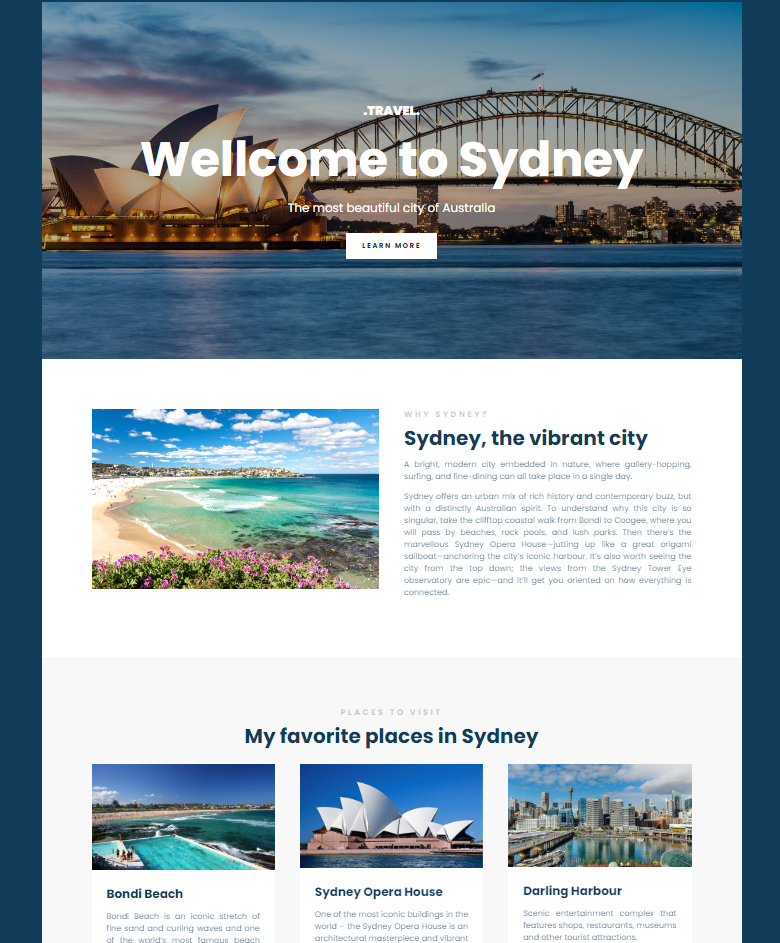 .TRAVEL.
Wellcome to Sydney
The most beautiful city of Australia
LEARN MORE
WHY SYDNEY?
Sydney, the vibrant city
A bright, modern city embedded in nature, where gallery-hopping,
surfing, and fine-dining can all take place in a single day.
Sydney offers an urban mix of rich history and contemporary buzz, but
with a distinctly Australian spirit. To understand why this city is so
singular, take the clifftop coastal walk from Bondi to Coogee, where you
will pass by beaches, rock pools, and lush parks. Then there's the
marvellous Sydney Opera House—jutting up like a great origami
sailboat—anchoring the city's iconic harbour. It's also worth seeing the
city from the top down; the views from the Sydney Tower Eye
observatory are epic—and it'll get you oriented on how everything is
connected.
PLACES TO VISIT
My favorite places in Sydney
Bondi Beach
Bondi Beach is an iconic stretch of
fine sand and curling waves and one
of the world's most famous beach
Sydney Opera House
One of the most iconic buildings in the
world – the Sydney Opera House is an
architectural masterpiece and vibrant
Darling Harbour
Scenic entertainment complex that
features shops, restaurants, museums
and other tourist attractions.